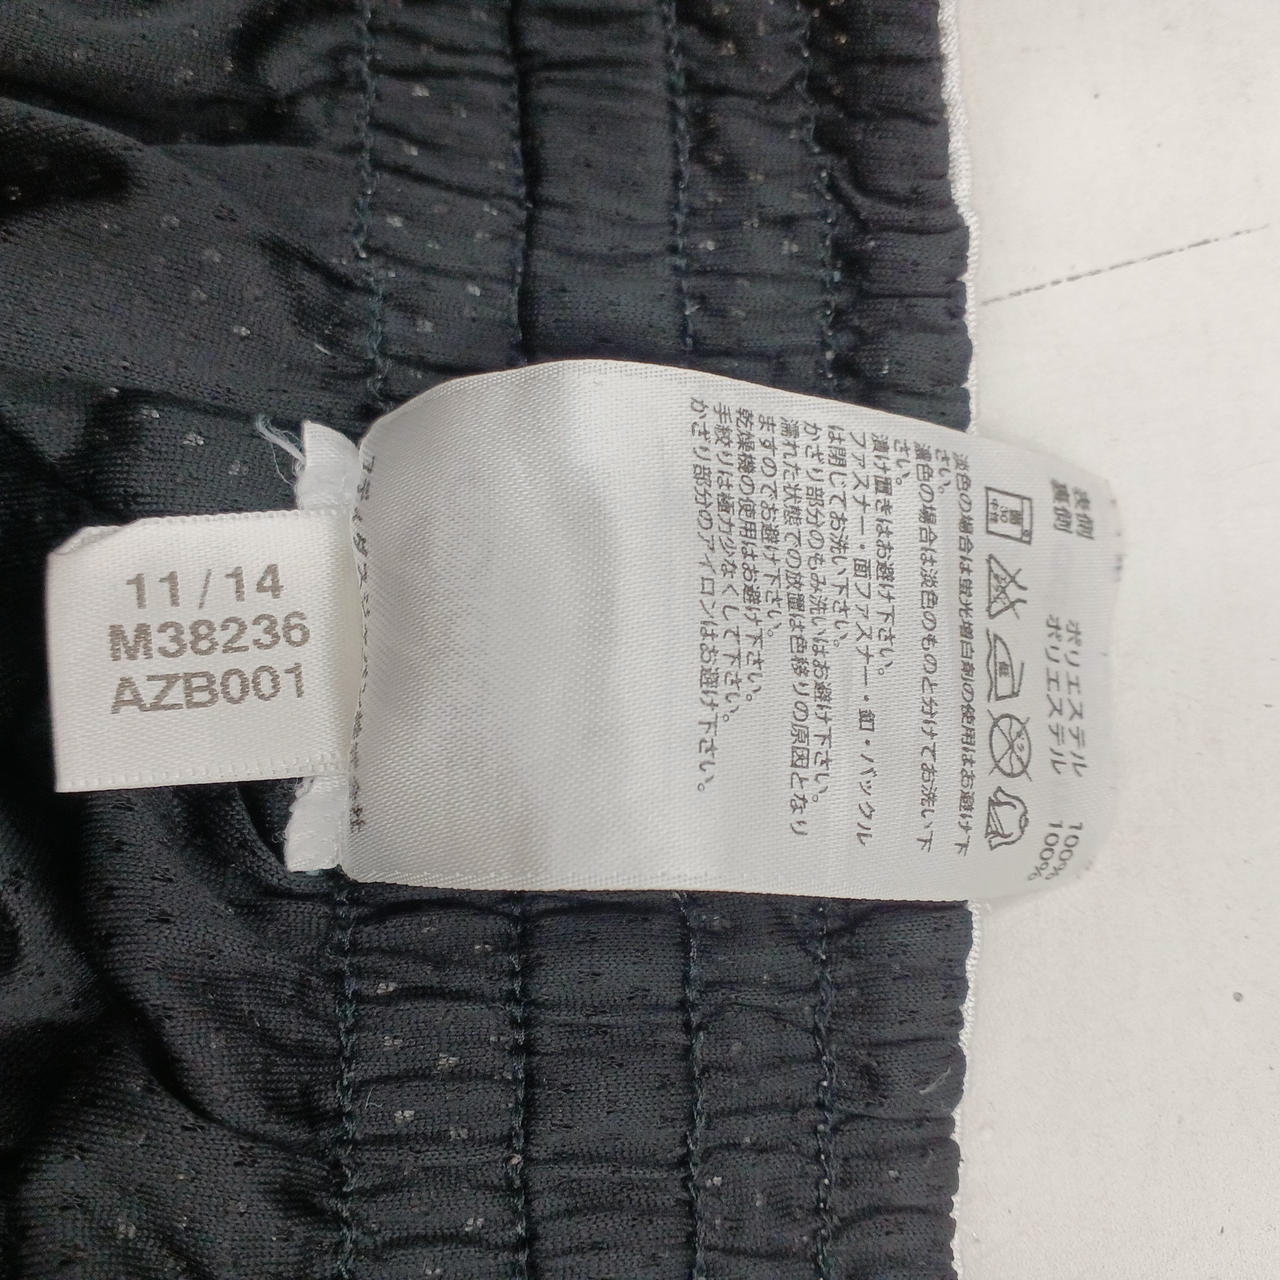 11/14
M38236
AZB001
表側 ポリエステル 100%
裏側 ポリエステル 100%
淡色の場合は蛍光増白剤の使用はお避け下
さい。
濃色の場合は淡色のものと分けてお洗い下
さい。
漬け置きはお避け下さい。
ファスナー・面ファスナー・釦・バックル
は閉じてお洗い下さい。
かざり部分のもみ洗いはお避け下さい。
濡れた状態での放置は色移りの原因となり
ますのでお避け下さい。
乾燥機の使用はお避け下さい。
手絞りは極力少なくして下さい。
かざり部分のアイロンはお避け下さい。